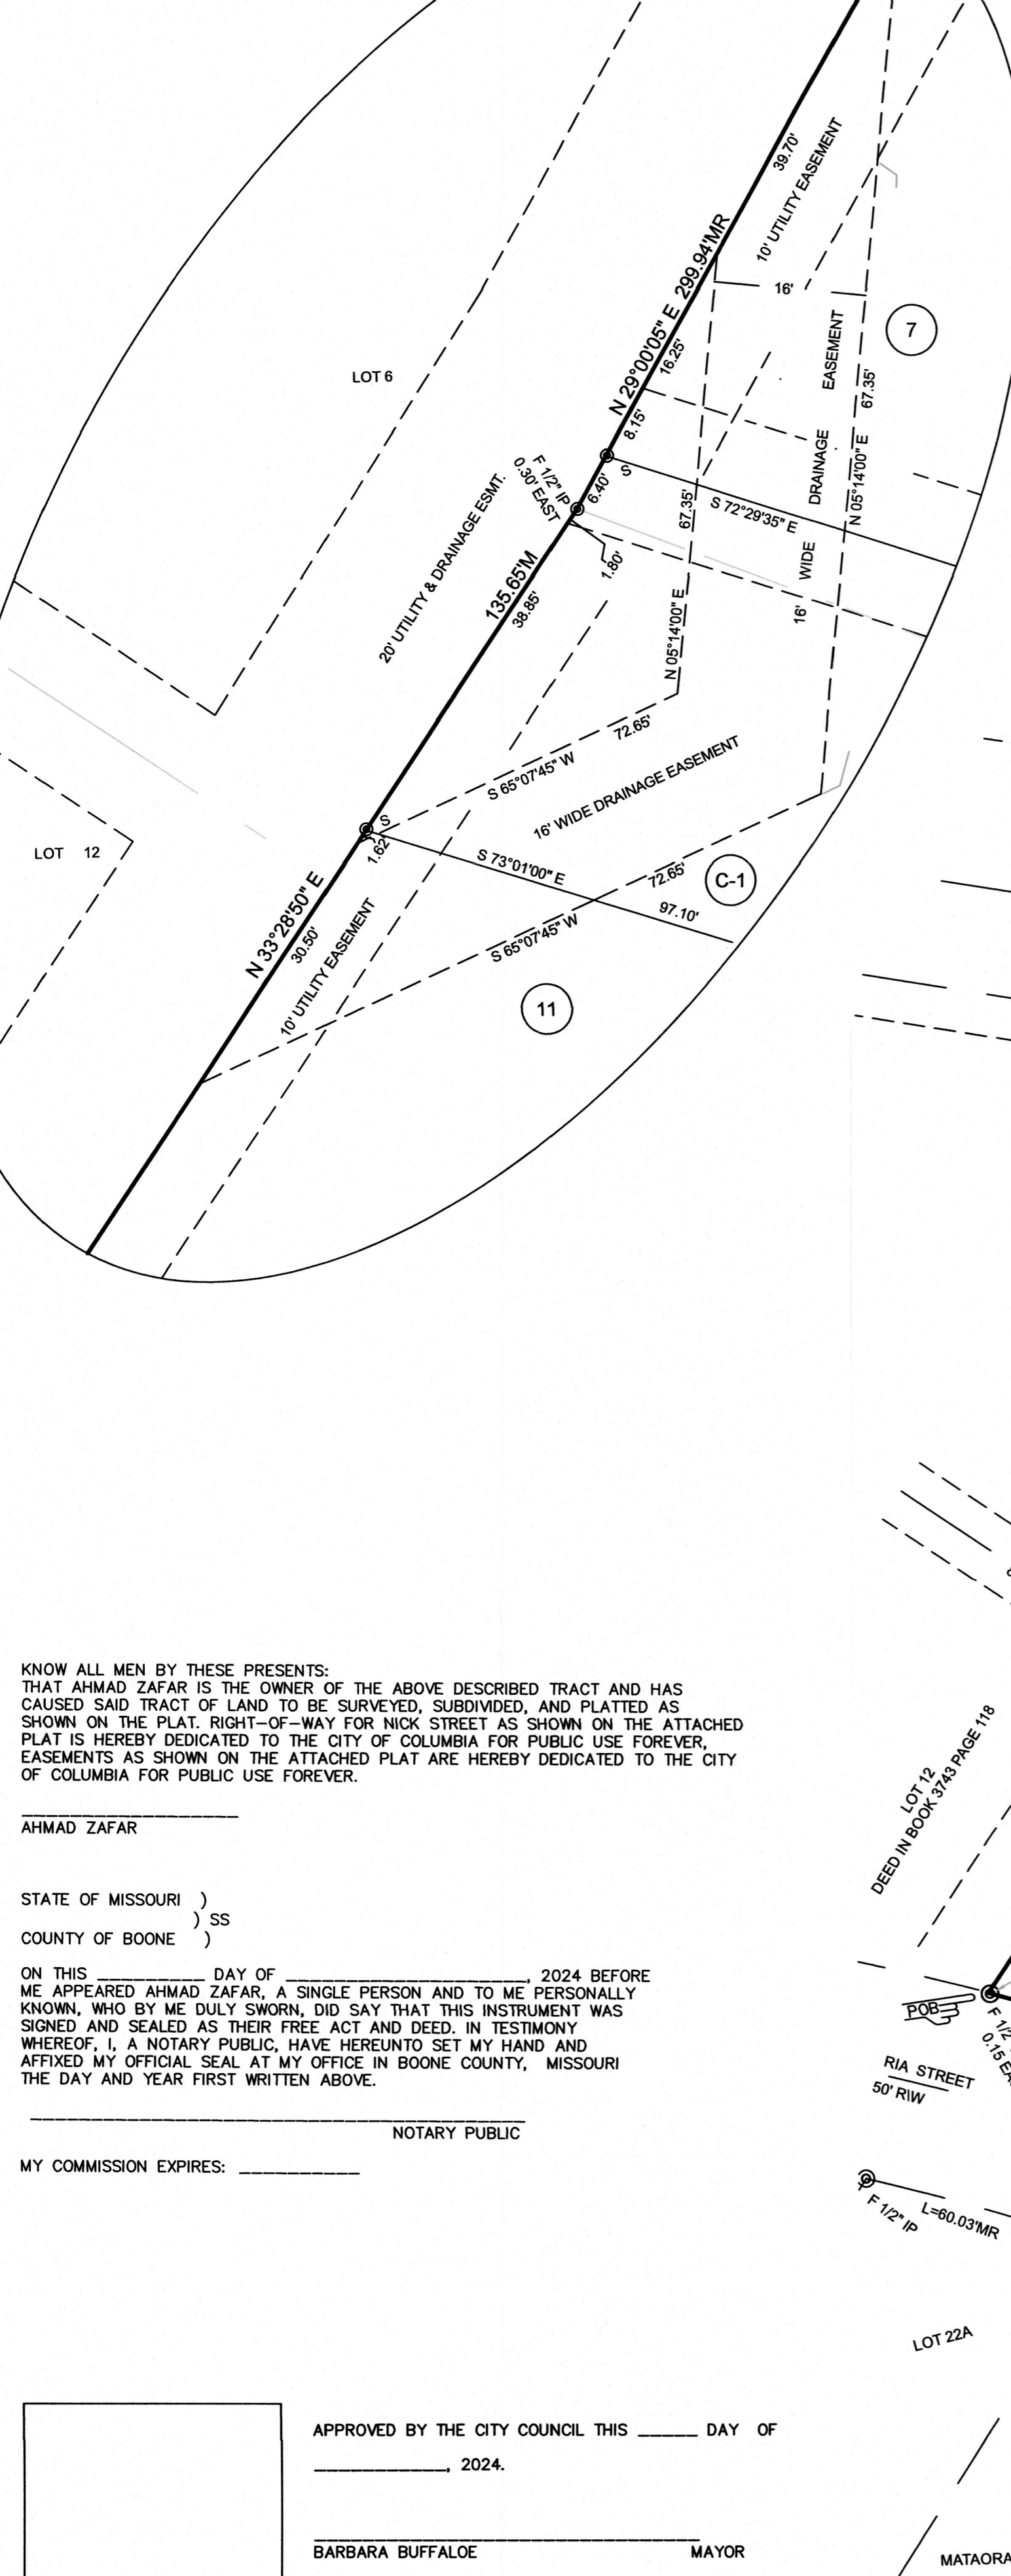 39.70'
10' UTILITY EASEMENT
N 29°00'05" E 299.94'MR
16'
7
16.25'
EASEMENT
67.35'
LOT 6
8.15'
S
F 1/2" IP
0.30' EAST
6.40'
DRAINAGE
N 05°14'00" E
S 72°29'35" E
67.35'
20' UTILITY & DRAINAGE ESMT.
135.65'M
38.85'
1.80'
WIDE
16'
N 05°14'00" E
72.65'
S 65°07'45" W
16' WIDE DRAINAGE EASEMENT
S
1.62'
LOT 12
S 73°01'00" E
72.65'
C-1
97.10'
N 33°28'50" E
30.50'
S 65°07'45" W
10' UTILITY EASEMENT
11
KNOW ALL MEN BY THESE PRESENTS:
THAT AHMAD ZAFAR IS THE OWNER OF THE ABOVE DESCRIBED TRACT AND HAS
CAUSED SAID TRACT OF LAND TO BE SURVEYED, SUBDIVIDED, AND PLATTED AS
SHOWN ON THE PLAT. RIGHT-OF-WAY FOR NICK STREET AS SHOWN ON THE ATTACHED
PLAT IS HEREBY DEDICATED TO THE CITY OF COLUMBIA FOR PUBLIC USE FOREVER,
EASEMENTS AS SHOWN ON THE ATTACHED PLAT ARE HEREBY DEDICATED TO THE CITY
OF COLUMBIA FOR PUBLIC USE FOREVER.
AHMAD ZAFAR
LOT 12
DEED IN BOOK 3743 PAGE 118
STATE OF MISSOURI )
) SS
COUNTY OF BOONE )
ON THIS _________ DAY OF ____________________, 2024 BEFORE
ME APPEARED AHMAD ZAFAR, A SINGLE PERSON AND TO ME PERSONALLY
KNOWN, WHO BY ME DULY SWORN, DID SAY THAT THIS INSTRUMENT WAS
SIGNED AND SEALED AS THEIR FREE ACT AND DEED. IN TESTIMONY
WHEREOF, I, A NOTARY PUBLIC, HAVE HEREUNTO SET MY HAND AND
AFFIXED MY OFFICIAL SEAL AT MY OFFICE IN BOONE COUNTY, MISSOURI
THE DAY AND YEAR FIRST WRITTEN ABOVE.
NOTARY PUBLIC
MY COMMISSION EXPIRES: __________
POB
F 1/2"
0.15 EA
RIA STREET
50' R\W
F 1/2" IP
L=60.03'MR
LOT 22A
APPROVED BY THE CITY COUNCIL THIS _____ DAY OF
___________, 2024.
BARBARA BUFFALOE MAYOR
MATAORA